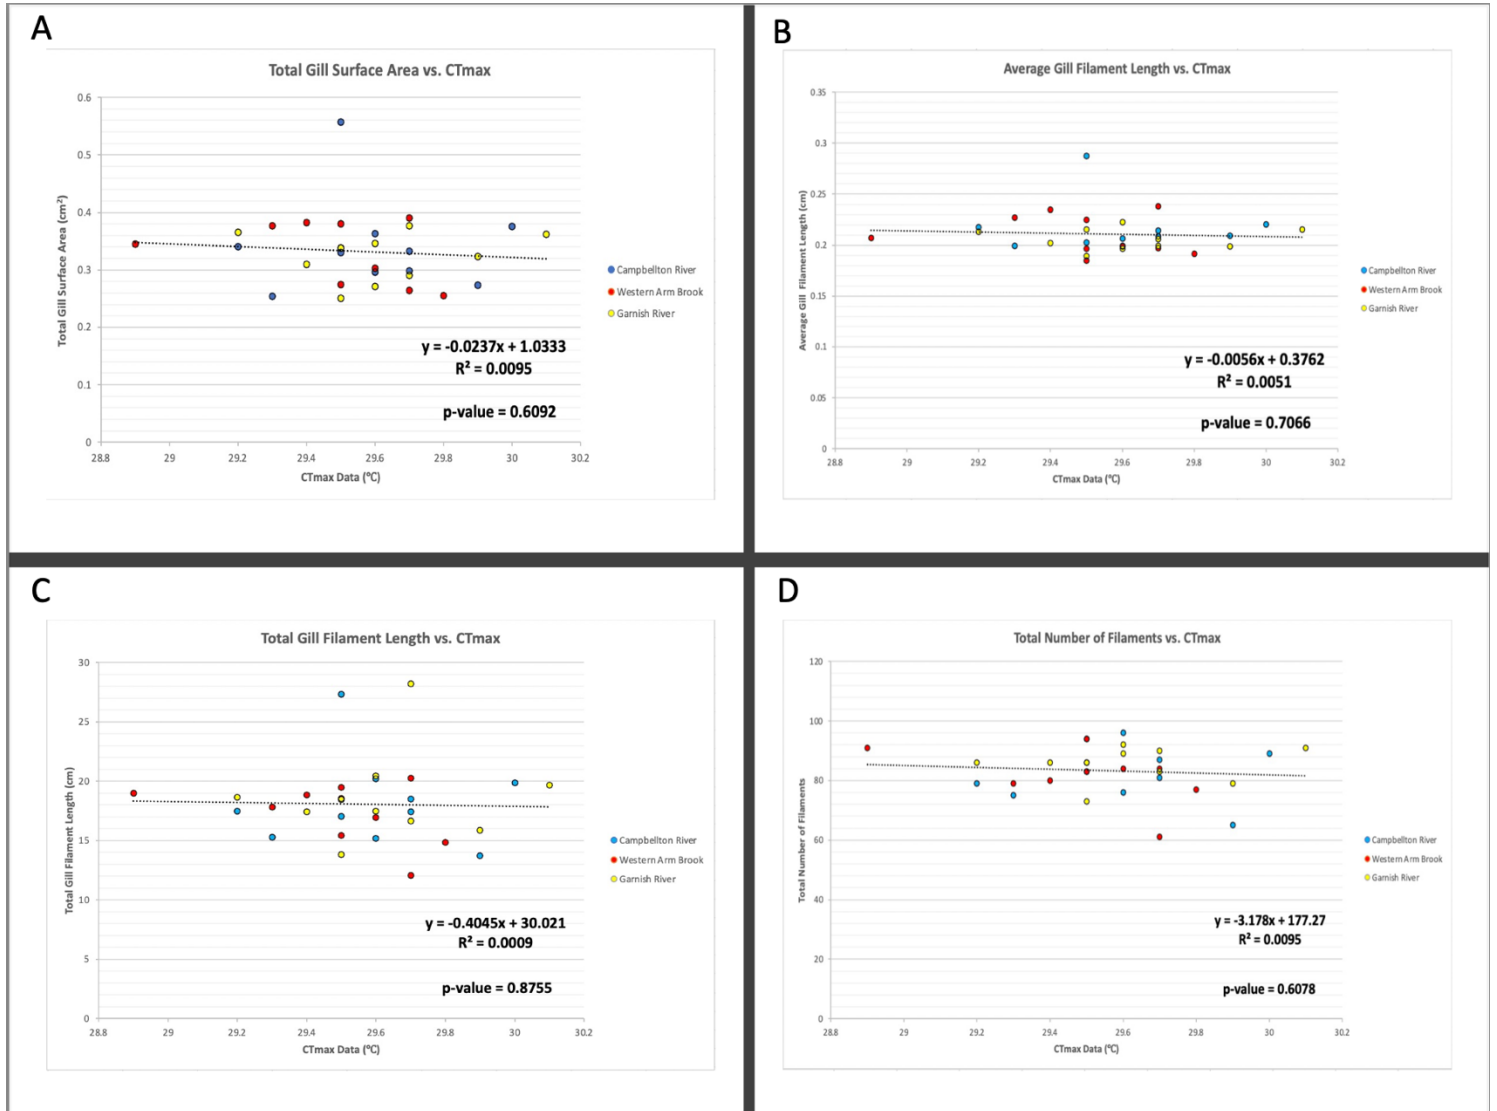 A
Total Gill Surface Area vs. CTmax
0.6
0.5
0.4
0.3
0.2
0.1
0
Total Gill Surface Area (cm²)
28.8 29 29.2 29.4 29.6 29.8 30 30.2
CTmax Data (°C)
Campbellton River
Western Arm Brook
Garnish River
y = -0.0237x + 1.0333
R² = 0.0095
p-value = 0.6092
B
Average Gill Filament Length vs. CTmax
0.35
0.3
0.25
0.2
0.15
0.1
0.05
0
Average Gill Filament Length (cm)
28.8 29 29.2 29.4 29.6 29.8 30 30.2
CTmax Data (°C)
Campbellton River
Western Arm Brook
Garnish River
y = -0.0056x + 0.3762
R² = 0.0051
p-value = 0.7066
C
Total Gill Filament Length vs. CTmax
30
25
20
15
10
5
0
Total Gill Filament Length (cm)
28.8 29 29.2 29.4 29.6 29.8 30 30.2
CTmax Data (°C)
Campbellton River
Western Arm Brook
Garnish River
y = -0.4045x + 30.021
R² = 0.0009
p-value = 0.8755
D
Total Number of Filaments vs. CTmax
120
100
80
60
40
20
0
Total Number of Filaments
28.8 29 29.2 29.4 29.6 29.8 30 30.2
CTmax Data (°C)
Campbellton River
Western Arm Brook
Garnish River
y = -3.178x + 177.27
R² = 0.0095
p-value = 0.6078